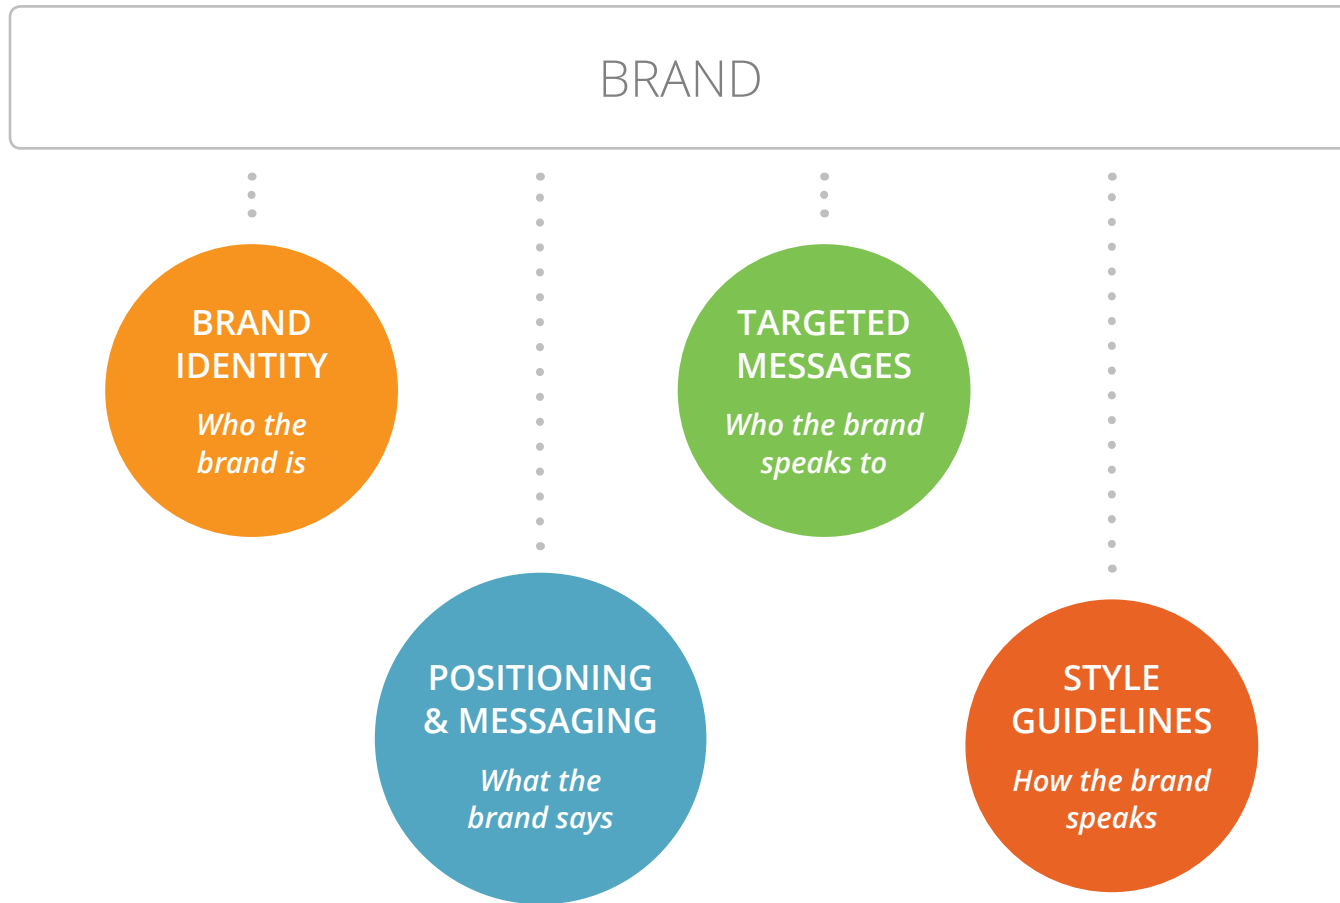 BRAND
BRAND
IDENTITY
Who the
brand is
TARGETED
MESSAGES
Who the brand
speaks to
POSITIONING
& MESSAGING
What the
brand says
STYLE
GUIDELINES
How the brand
speaks